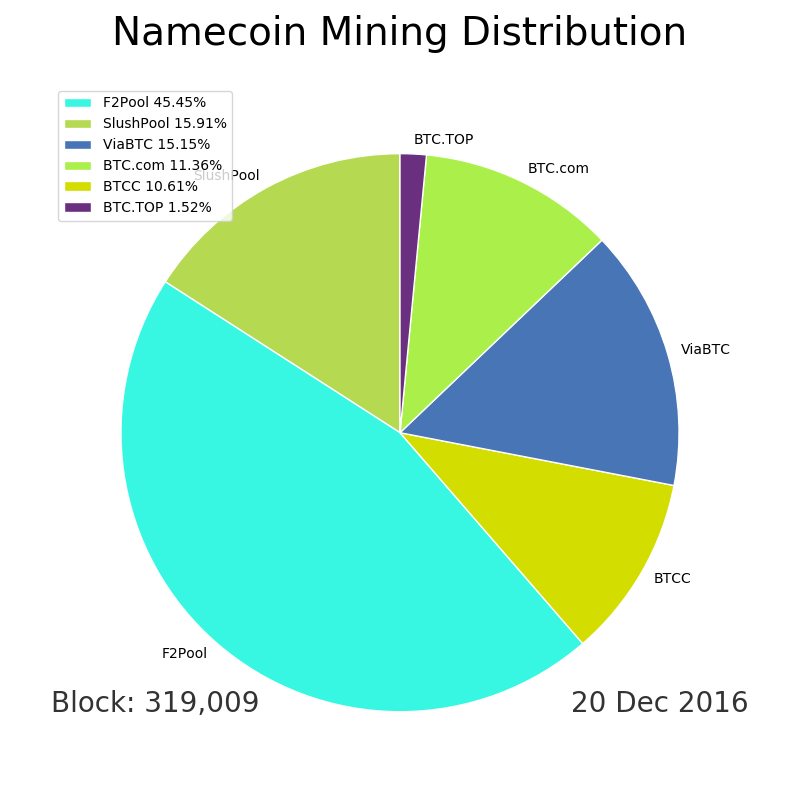 Namecoin Mining Distribution
F2Pool 45.45%
SlushPool 15.91%
ViaBTC 15.15%
BTC.com 11.36%
BTCC 10.61%
BTC.TOP 1.52%
BTC.TOP
BTC.com
SlushPool
ViaBTC
BTCC
F2Pool
Block: 319,009
20 Dec 2016